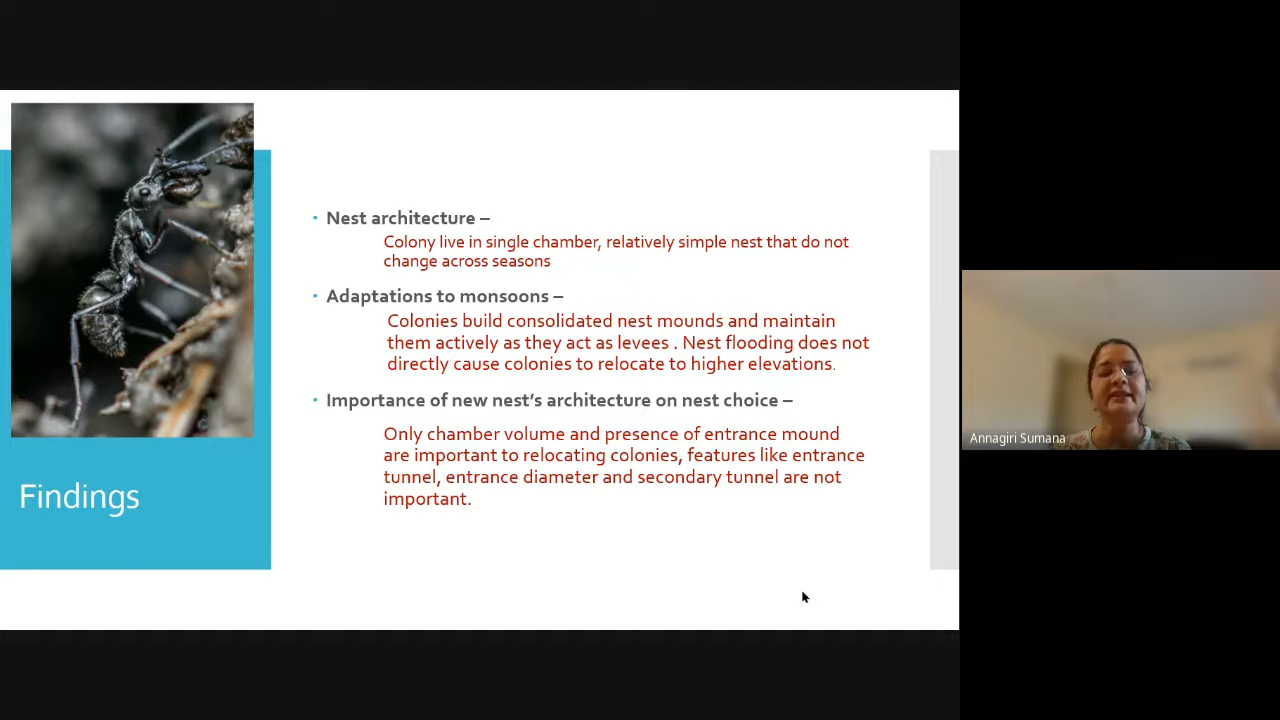 Findings
• Nest architecture –
Colony live in single chamber, relatively simple nest that do not
change across seasons
• Adaptations to monsoons –
Colonies build consolidated nest mounds and maintain
them actively as they act as levees . Nest flooding does not
directly cause colonies to relocate to higher elevations.
• Importance of new nest’s architecture on nest choice –
Only chamber volume and presence of entrance mound
are important to relocating colonies, features like entrance
tunnel, entrance diameter and secondary tunnel are not
important.
Annagiri Sumana